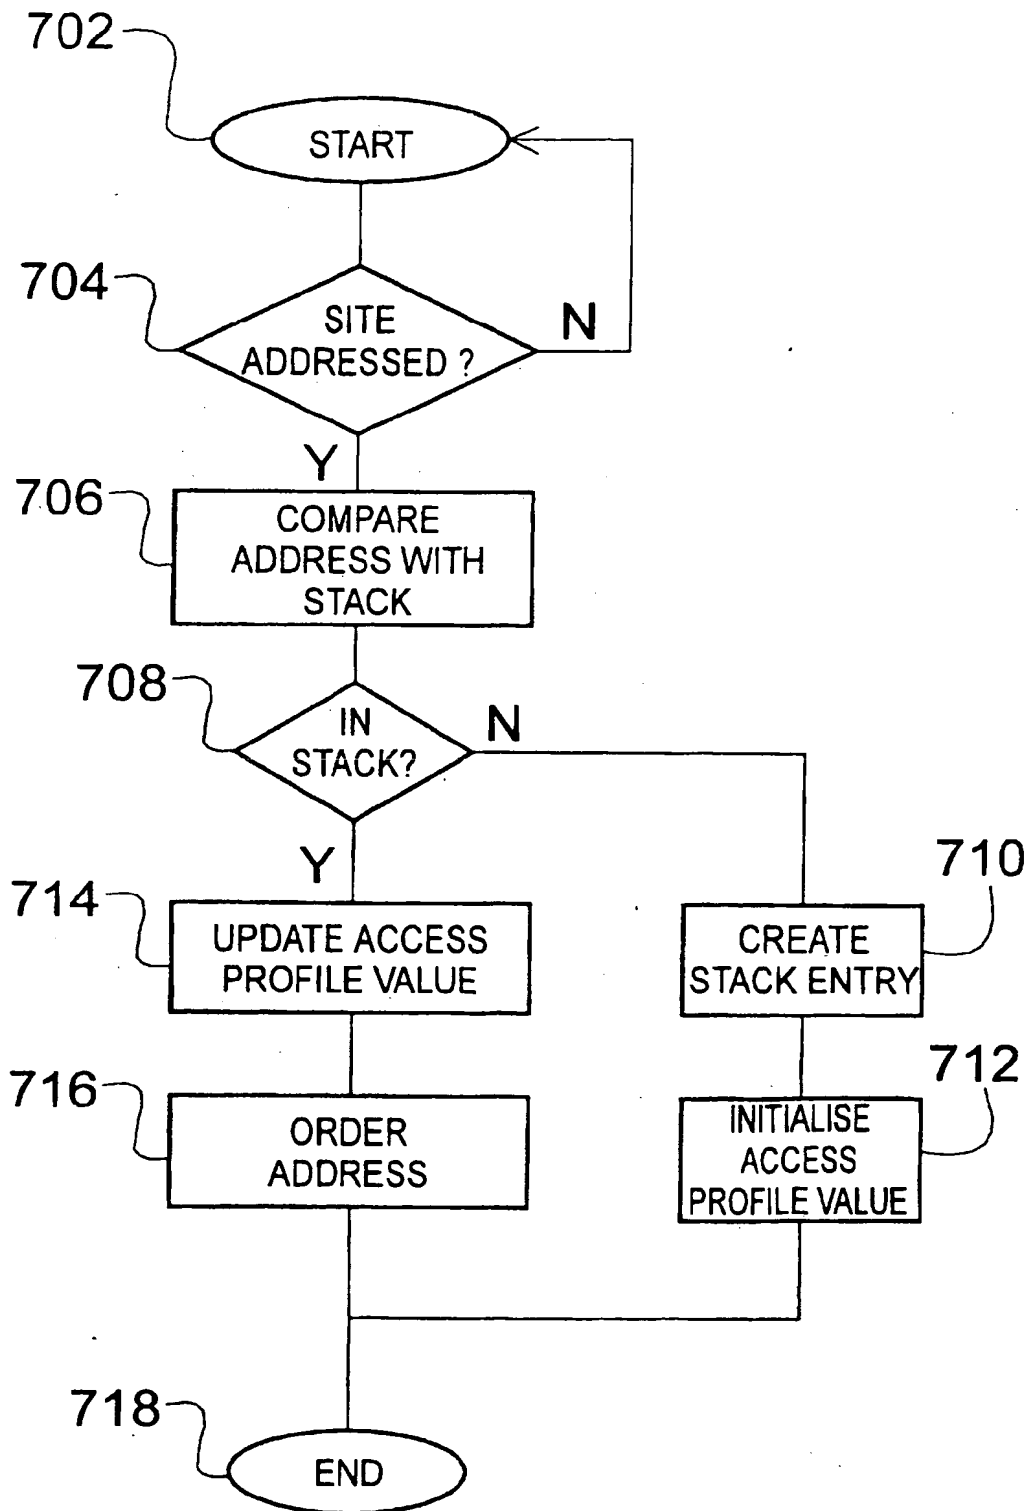 702
START
704
SITE
ADDRESSED ?
N
Y
706
COMPARE
ADDRESS WITH
STACK
708
IN
STACK?
N
Y
714
UPDATE ACCESS
PROFILE VALUE
710
CREATE
STACK ENTRY
716
ORDER
ADDRESS
712
INITIALISE
ACCESS
PROFILE VALUE
718
END